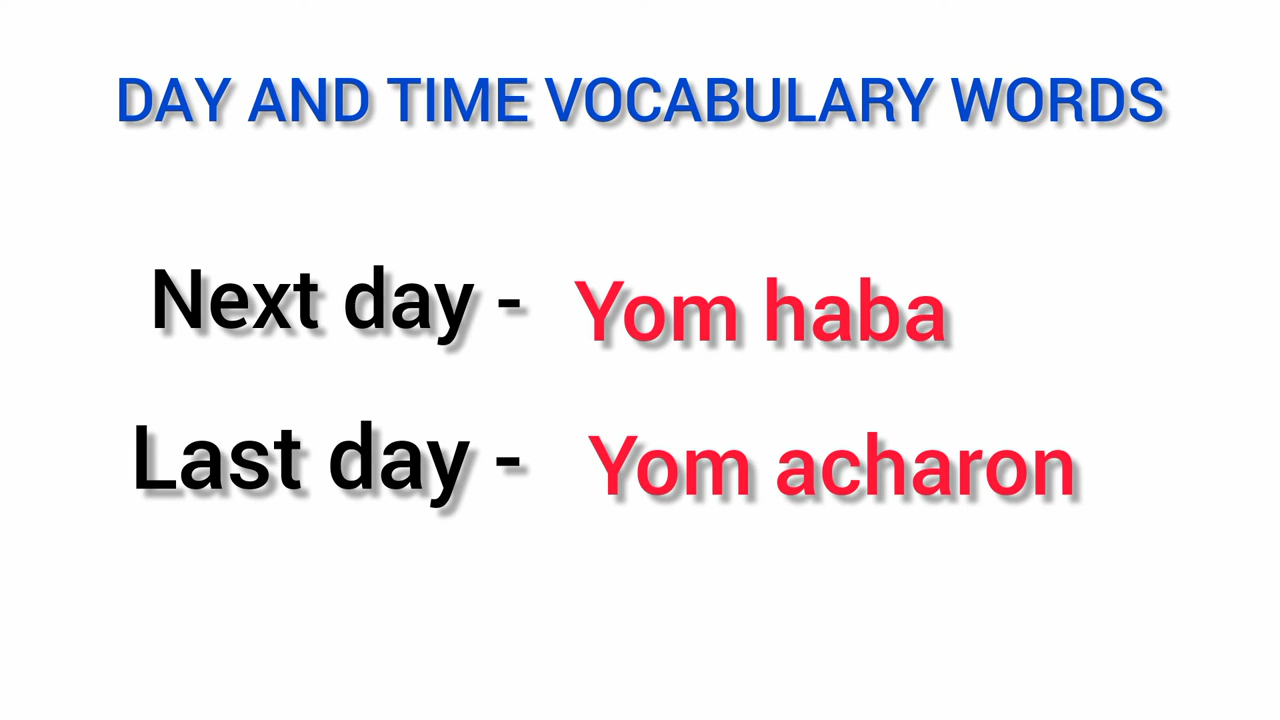 DAY AND TIME VOCABULARY WORDS
Next day - Yom haba
Last day - Yom acharon